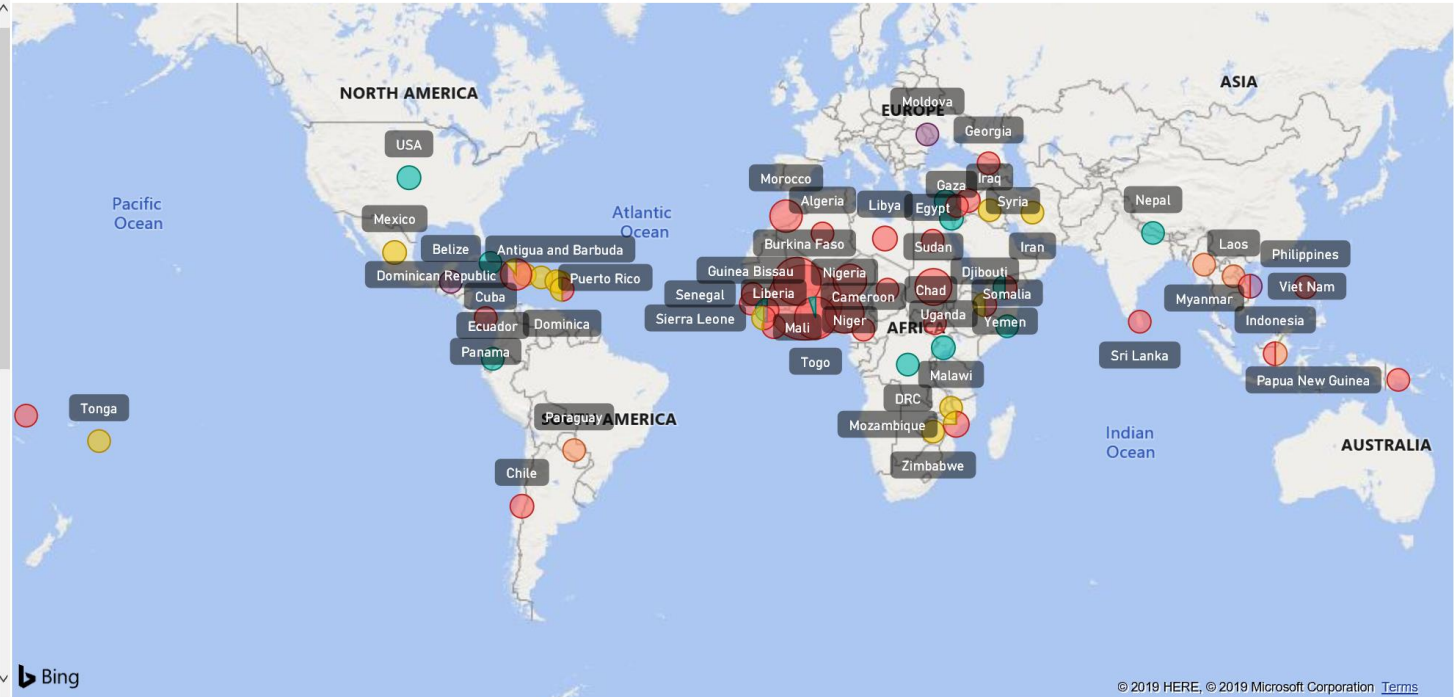 NORTH AMERICA
ASIA
Moldova
EUROPE
Georgia
USA
Morocco
Gaza
Iraq
Pacific
Ocean
Algeria
Libya
Egypt
Syria
Nepal
Mexico
Atlantic
Ocean
Belize
Antigua and Barbuda
Burkina Faso
Sudan
Iran
Laos
Philippines
Dominican Republic
Puerto Rico
Guinea Bissau
Nigeria
Djibouti
Cuba
Senegal
Liberia
Cameroon
Chad
Somalia
Myanmar
Viet Nam
Ecuador
Dominica
Sierra Leone
Mali
Niger
Uganda
Yemen
AFRICA
Indonesia
Panama
Togo
Malawi
Sri Lanka
Papua New Guinea
Tonga
DRC
Paraguay
SOUTH AMERICA
Mozambique
Indian
Ocean
AUSTRALIA
Chile
Zimbabwe
Bing
© 2019 HERE, © 2019 Microsoft Corporation Terms